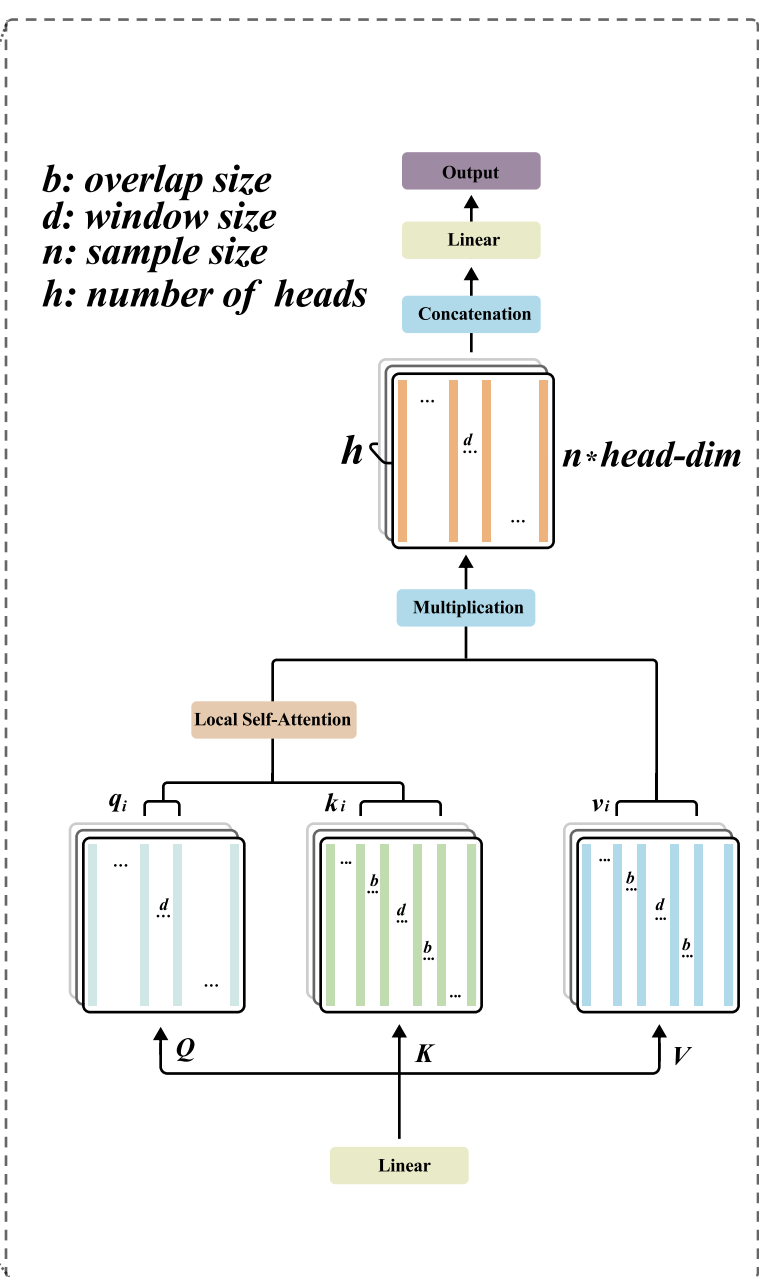 b: overlap size
d: window size
n: sample size
h: number of heads
Output
Linear
Concatenation
...
d
...
...
h
n*head-dim
Multiplication
Local Self-Attention
qi
ki
vi
...
d
...
...
...
b
...
d
...
b
...
...
...
b
...
d
...
b
...
Q
K
V
Linear